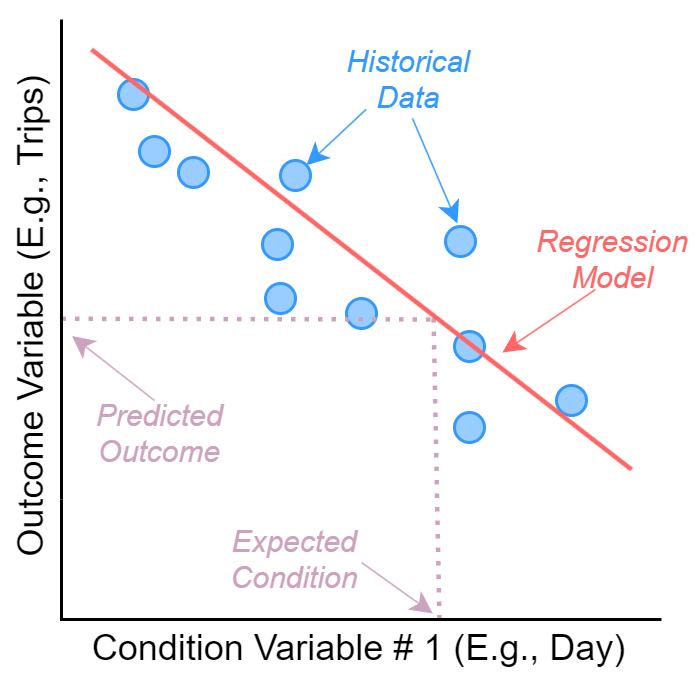 Historical
Data
Outcome Variable (E.g., Trips)
Regression
Model
Predicted
Outcome
Expected
Condition
Condition Variable # 1 (E.g., Day)